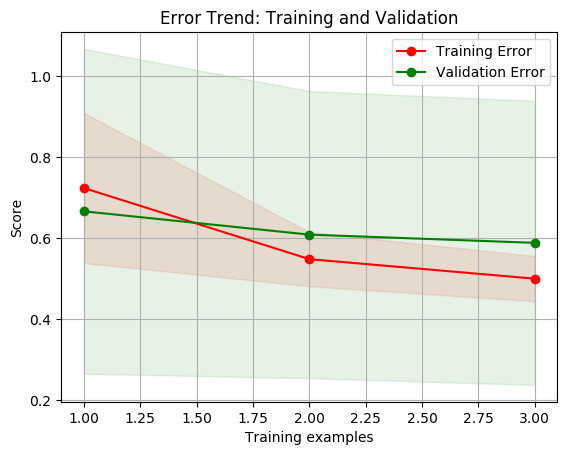 Error Trend: Training and Validation
Training Error
Validation Error
1.0
0.8
0.6
0.4
0.2
Score
1.00 1.25 1.50 1.75 2.00 2.25 2.50 2.75 3.00
Training examples